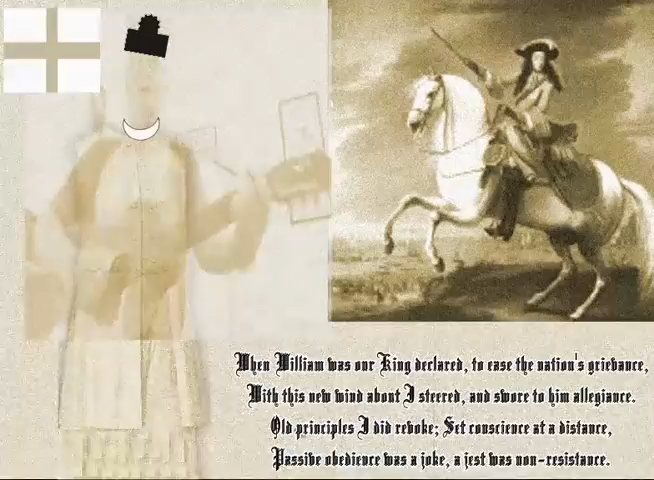 When William was our King declared, to ease the nation's grievance,
With this new wind about I steered, and swore to him allegiance.
Old principles I did revoke; Set conscience at a distance,
Passive obedience was a joke, a jest was non-resistance.